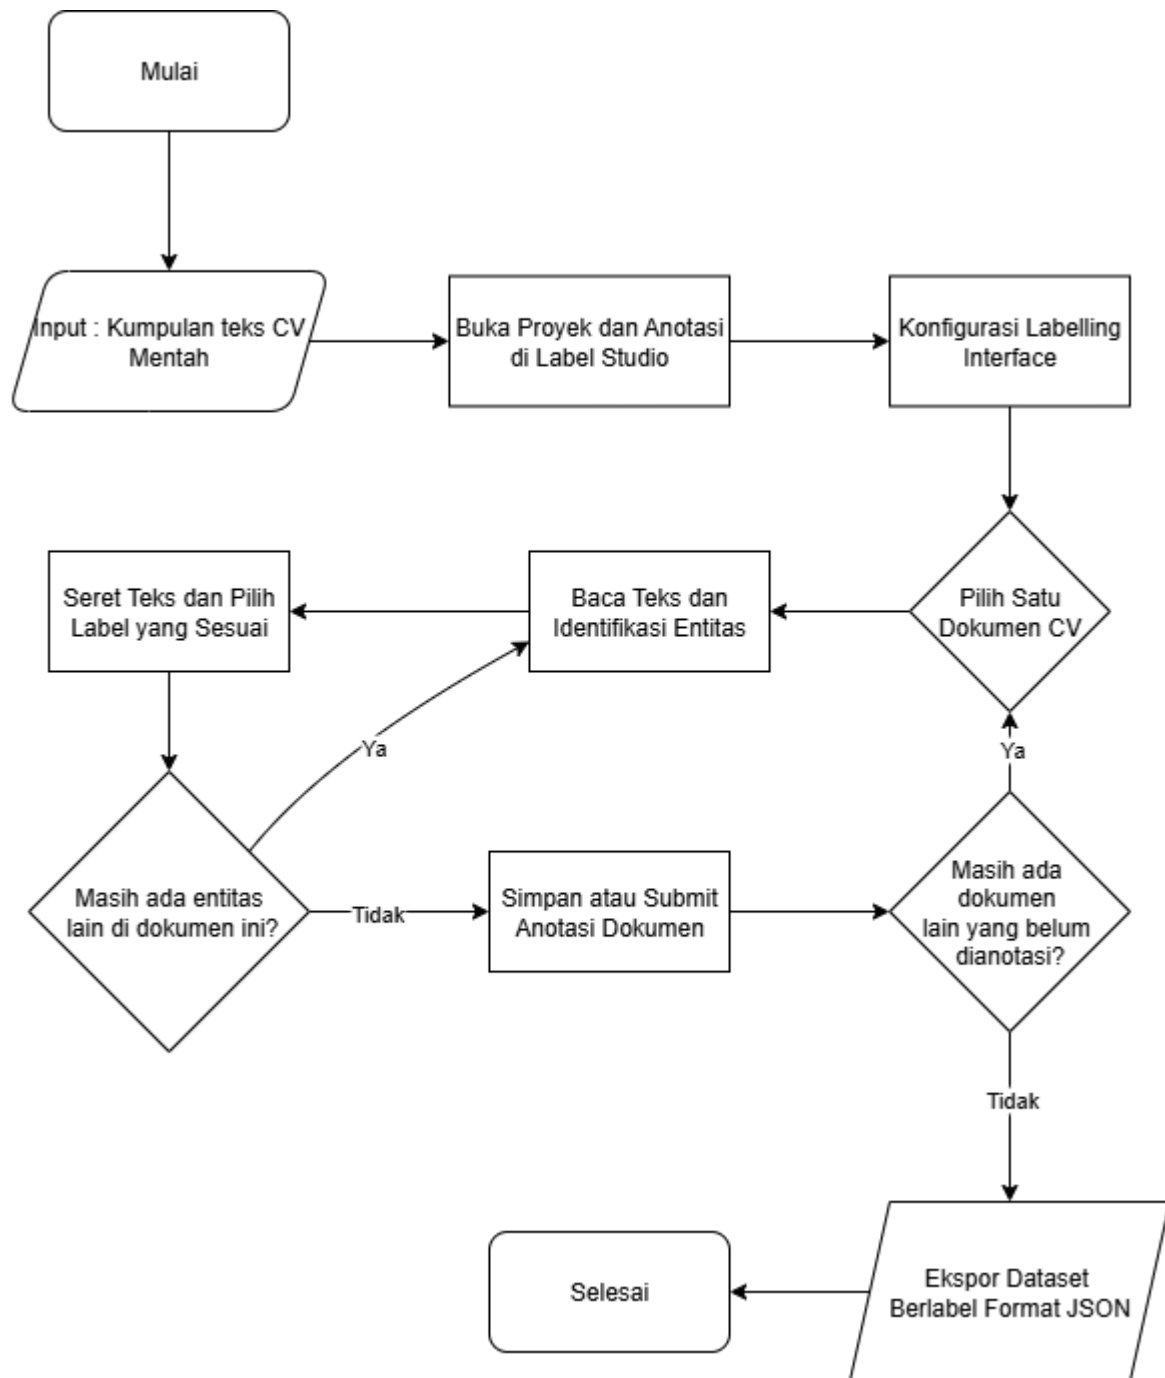 Mulai
Input : Kumpulan teks CV
Mentah
Buka Proyek dan Anotasi
di Label Studio
Konfigurasi Labelling
Interface
Pilih Satu
Dokumen CV
Baca Teks dan
Identifikasi Entitas
Seret Teks dan Pilih
Label yang Sesuai
Ya
Masih ada entitas
lain di dokumen ini?
Tidak
Simpan atau Submit
Anotasi Dokumen
Ya
Masih ada
dokumen
lain yang belum
dianotasi?
Tidak
Ekspor Dataset
Berlabel Format JSON
Selesai